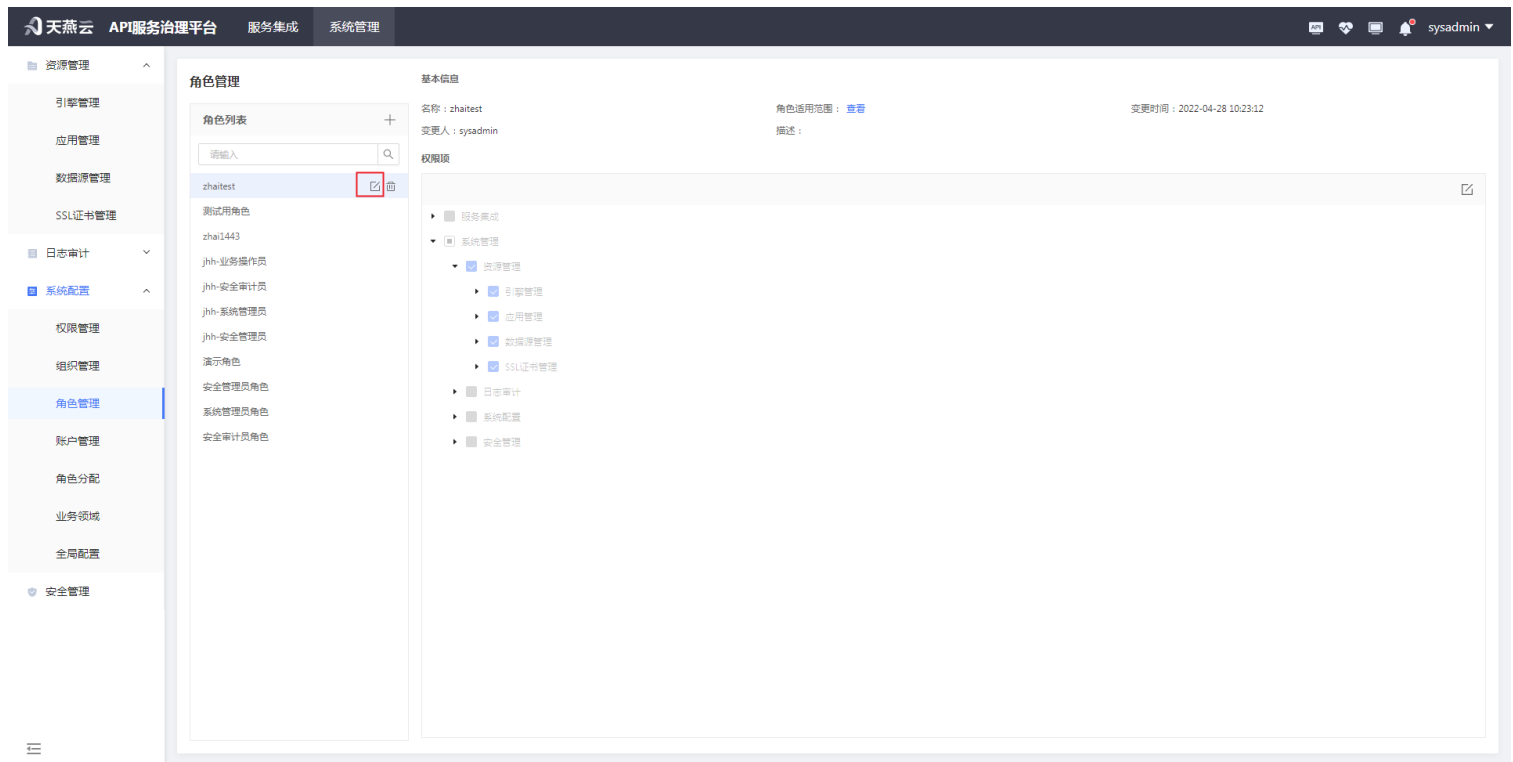 天燕云 API服务治理平台 服务集成 系统管理 API sysadmin
资源管理
引擎管理
应用管理
数据源管理
SSL证书管理
日志审计
系统配置
权限管理
组织管理
角色管理
账户管理
角色分配
业务领域
全局配置
安全管理
角色管理
角色列表
请输入
zhaitest
测试用角色
zhai1443
jhh-业务操作员
jhh-安全审计员
jhh-系统管理员
jhh-安全管理员
演示角色
安全管理员角色
系统管理员角色
安全审计员角色
基本信息
名称：zhaitest 角色适用范围： 查看 变更时间：2022-04-28 10:23:12
变更人：sysadmin 描述：
权限项
服务集成
系统管理
资源管理
引擎管理
应用管理
数据源管理
SSL证书管理
日志审计
系统配置
安全管理